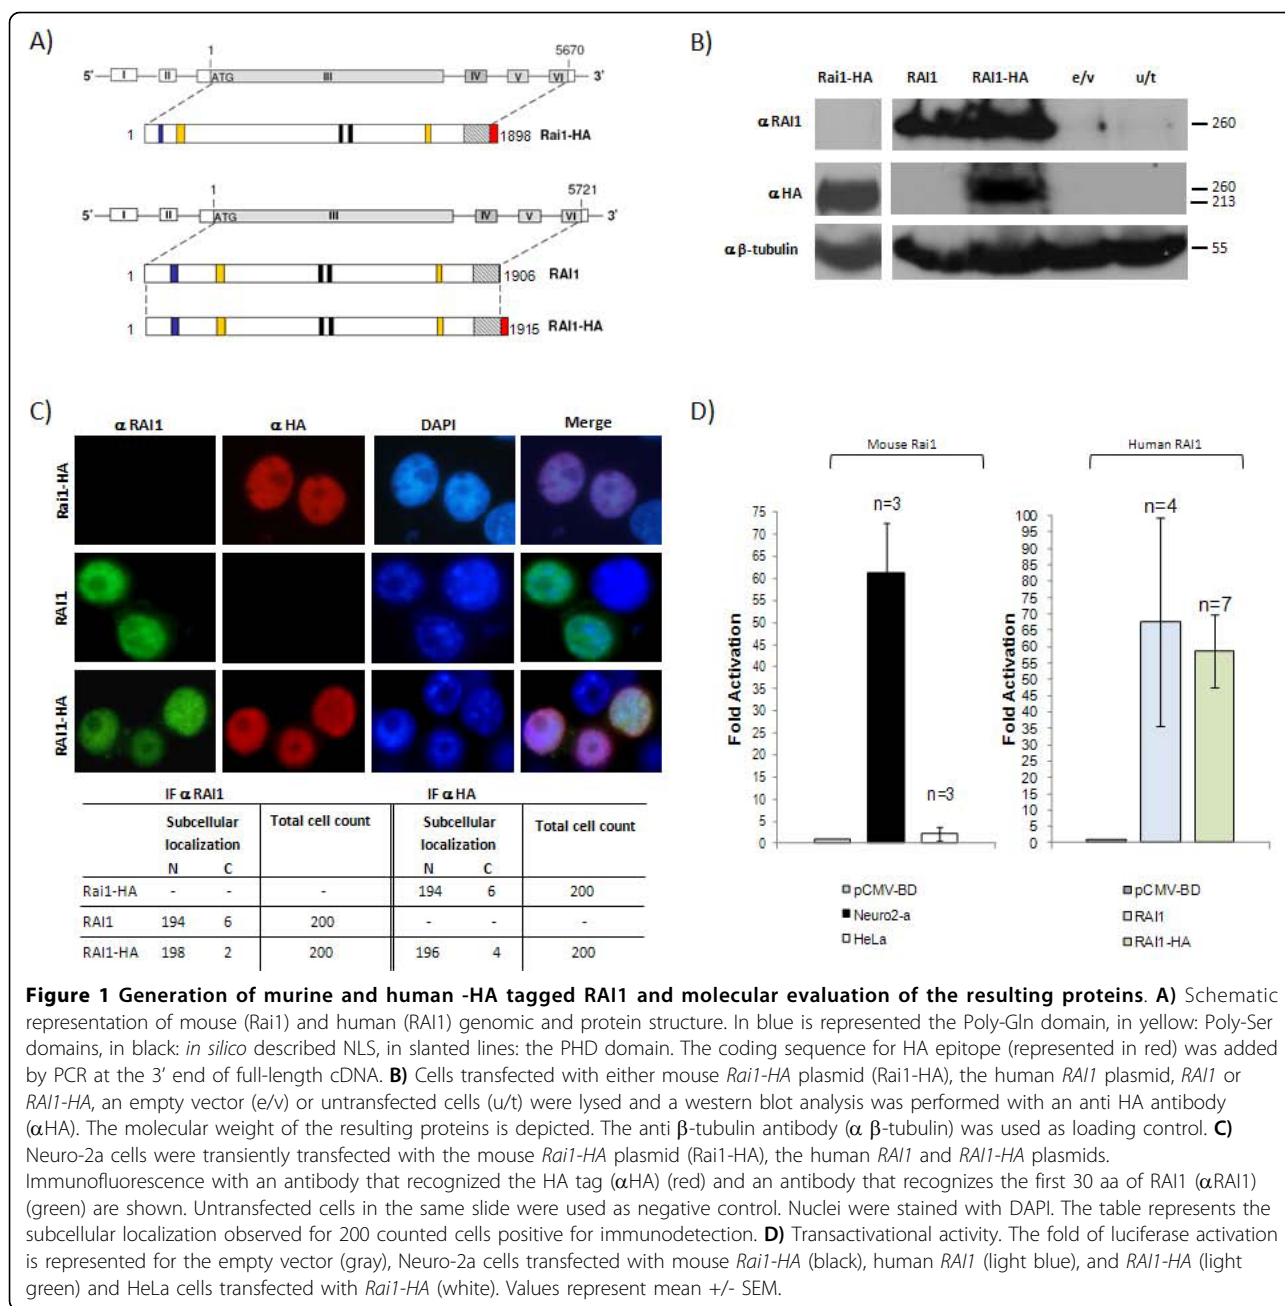 A)
1
5670
5'
I
II
ATG
III
IV
V
VI
3'
1
1898
Rai1-HA
1
5721
5'
I
II
ATG
III
IV
V
VI
3'
1
1906
RAI1
1
1915
RAI1-HA
B)
Rai1-HA RAI1 RAI1-HA e/v u/t
α RAI1
260
α HA
260
213
α β-tubulin
55
C)
α RAI1 α HA DAPI Merge
Rai1-HA
RAI1
RAI1-HA
IF α RAI1 IF α HA
Subcellular Total cell count Subcellular Total cell count
localization localization
N C N C
Rai1-HA - - - 194 6 200
RAI1 194 6 200 - - -
RAI1-HA 198 2 200 196 4 200
D)
Mouse Rai1
Fold Activation
75
70
65
60
55
50
45
40
35
30
25
20
15
10
5
0
n=3
n=3
pCMV-BD
Neuro2-a
HeLa
Human RAI1
Fold Activation
100
95
90
85
80
75
70
65
60
55
50
45
40
35
30
25
20
15
10
5
0
n=4
n=7
pCMV-BD
RAI1
RAI1-HA
Figure 1 Generation of murine and human -HA tagged RAI1 and molecular evaluation of the resulting proteins. A) Schematic
representation of mouse (Rai1) and human (RAI1) genomic and protein structure. In blue is represented the Poly-Gln domain, in yellow: Poly-Ser
domains, in black: in silico described NLS, in slanted lines: the PHD domain. The coding sequence for HA epitope (represented in red) was added
by PCR at the 3' end of full-length cDNA. B) Cells transfected with either mouse Rai1-HA plasmid (Rai1-HA), the human RAI1 plasmid, RAI1 or
RAI1-HA, an empty vector (e/v) or untransfected cells (u/t) were lysed and a western blot analysis was performed with an anti HA antibody
(αHA). The molecular weight of the resulting proteins is depicted. The anti β-tubulin antibody (α β-tubulin) was used as loading control. C)
Neuro-2a cells were transiently transfected with the mouse Rai1-HA plasmid (Rai1-HA), the human RAI1 and RAI1-HA plasmids.
Immunofluorescence with an antibody that recognized the HA tag (αHA) (red) and an antibody that recognizes the first 30 aa of RAI1 (αRAI1)
(green) are shown. Untransfected cells in the same slide were used as negative control. Nuclei were stained with DAPI. The table represents the
subcellular localization observed for 200 counted cells positive for immunodetection. D) Transactivational activity. The fold of luciferase activation
is represented for the empty vector (gray), Neuro-2a cells transfected with mouse Rai1-HA (black), human RAI1 (light blue), and RAI1-HA (light
green) and HeLa cells transfected with Rai1-HA (white). Values represent mean +/- SEM.